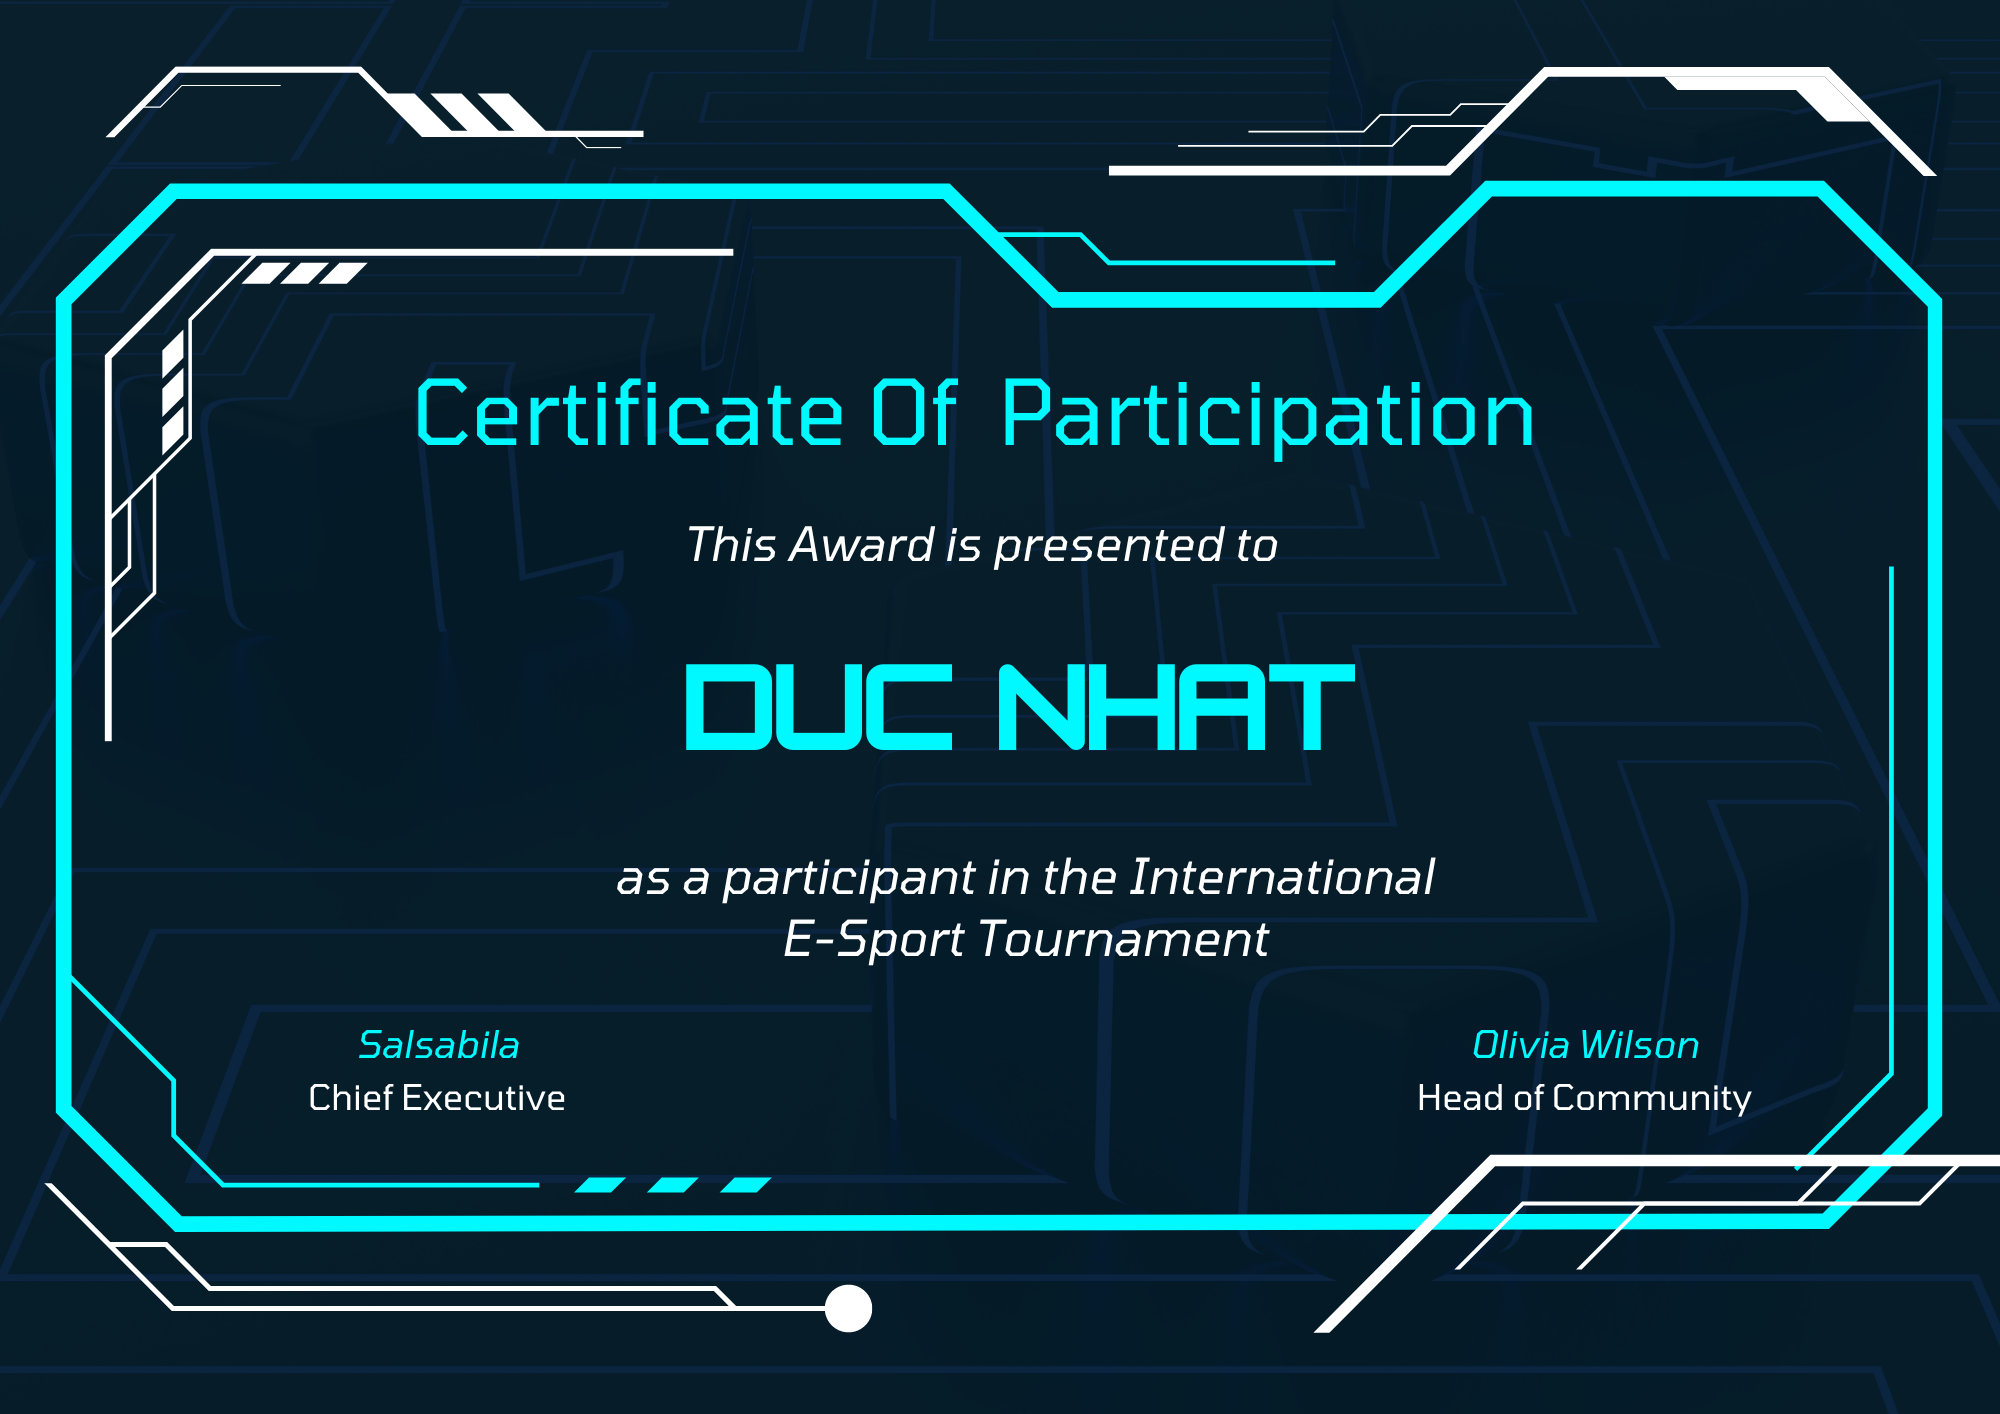 Certificate Of Participation
This Award is presented to
DUC NHAT
as a participant in the International
E-Sport Tournament
Salsabila
Chief Executive
Olivia Wilson
Head of Community